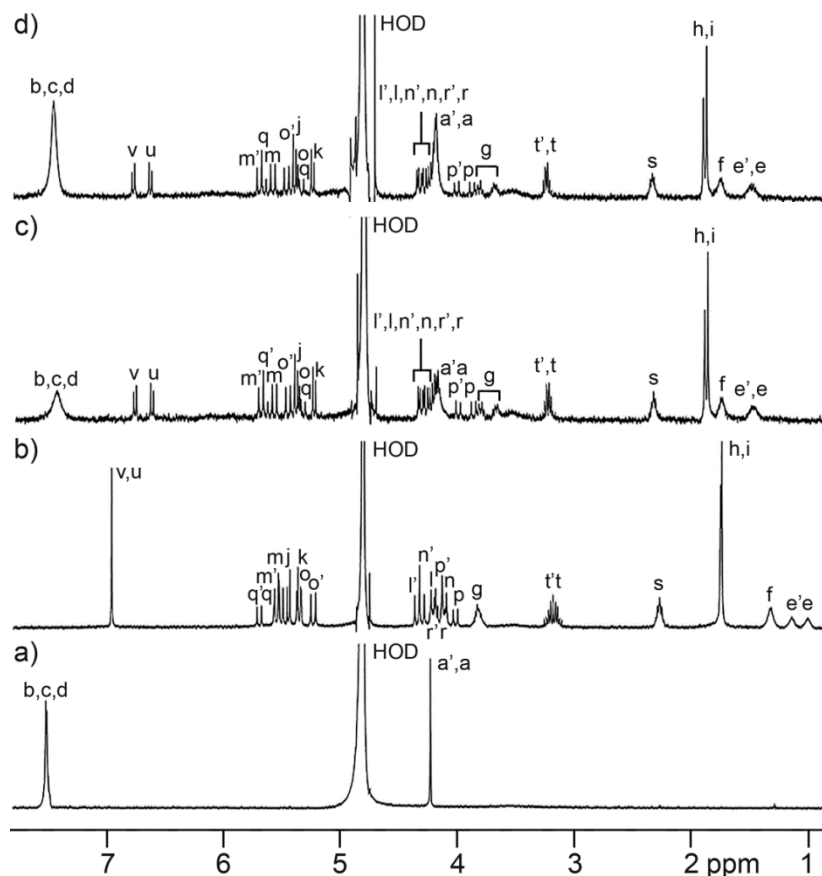 d)
HOD
h,i
b,c,d
l',l,n',n,r',r
a',a
v
u
m'
q
m
o'
j
o
q
k
p'p
g
t',t
s
f
e',e
c)
HOD
h,i
b,c,d
l',l,n',n,r',r
a'a
v
u
m'
q'
m
o'
j
o
q
k
p'p
g
t',t
s
f
e',e
b)
HOD
v,u
h,i
q'q
m'
m
j
k
o
o'
l'
n'
r'r
p'
n
p
g
t't
s
f
e'e
a)
HOD
b,c,d
a',a
7 6 5 4 3 2 ppm 1